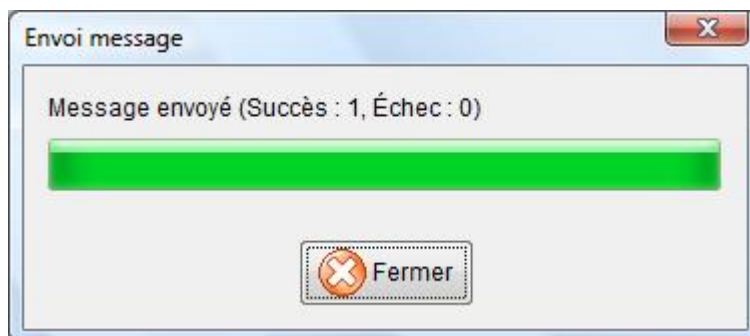 Envoi message
Message envoyé (Succès : 1, Échec : 0)
Fermer